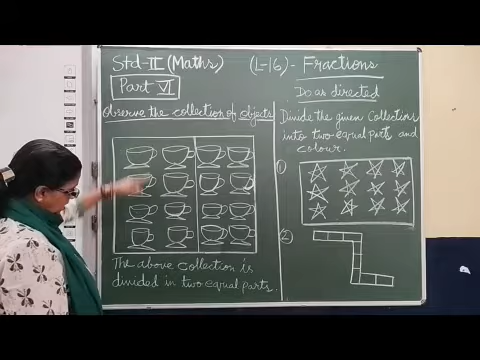 Std-II (Maths)
(L-16)- Fractions
Part VI
Do as directed
Observe the collection of objects
Divide the given collections
into two equal parts and
colour.
1)
2)
The above collection is
divided in two equal parts.